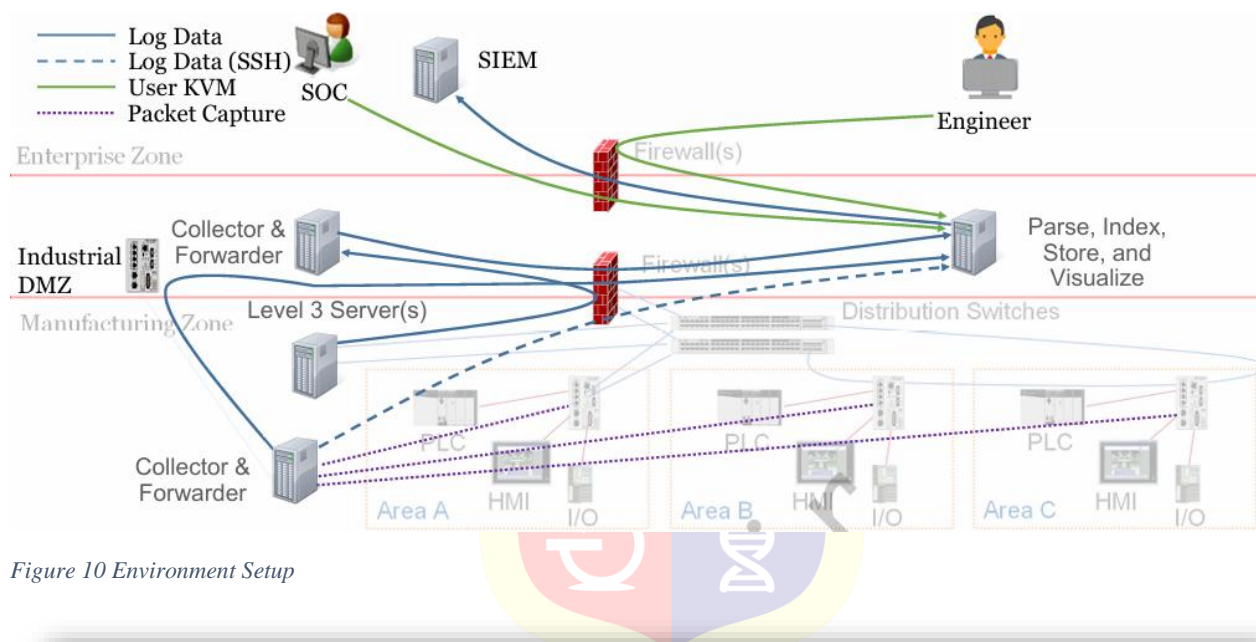 Log Data
Log Data (SSH)
User KVM
Packet Capture
SOC
SIEM
Engineer
Enterprise Zone
Firewall(s)
Collector &
Forwarder
Industrial
DMZ
Firewall(s)
Parse, Index,
Store, and
Visualize
Manufacturing Zone
Level 3 Server(s)
Distribution Switches
Collector &
Forwarder
PLC
HMI
I/O
Area A
PLC
HMI
I/O
Area B
PLC
HMI
I/O
Area C
Figure 10 Environment Setup